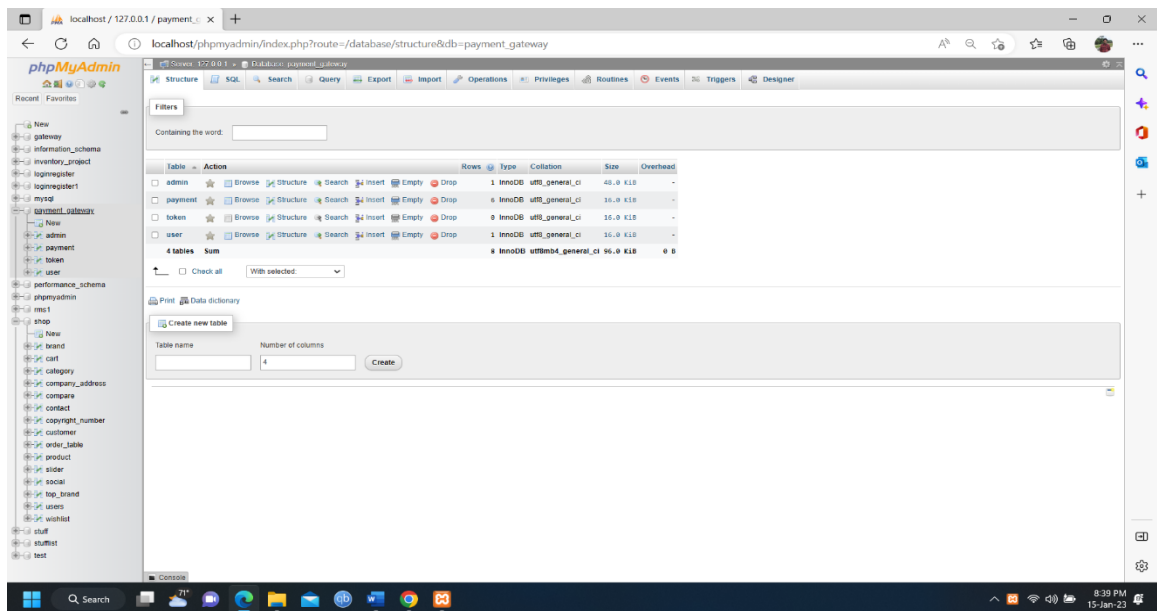 localhost / 127.0.0.1 / payment_g
localhost/phpmyadmin/index.php?route=/database/structure&db=payment_gateway
phpMyAdmin
Recent Favorites
New
gateway
information_schema
inventory_project
loginregister
loginregister1
mysql
payment_gateway
New
admin
payment
token
user
performance_schema
phpmyadmin
rms1
shop
New
brand
cart
category
company_address
compare
contact
copyright_number
customer
order_table
product
slider
social
top_brand
users
wishlist
stuff
stufflist
test
Server: 127.0.0.1 » Database: payment_gateway
Structure SQL Search Query Export Import Operations Privileges Routines Events Triggers Designer
Filters
Containing the word:
Table Action Rows Type Collation Size Overhead
admin Browse Structure Search Insert Empty Drop 1 InnoDB utf8_general_ci 48.0 KiB -
payment Browse Structure Search Insert Empty Drop 6 InnoDB utf8_general_ci 16.0 KiB -
token Browse Structure Search Insert Empty Drop 0 InnoDB utf8_general_ci 16.0 KiB -
user Browse Structure Search Insert Empty Drop 1 InnoDB utf8_general_ci 16.0 KiB -
4 tables Sum 8 InnoDB utf8mb4_general_ci 96.0 KiB 0 B
Check all With selected:
Print Data dictionary
Create new table
Table name Number of columns
4 Create
Console
Search 71° 8:39 PM
15-Jan-23